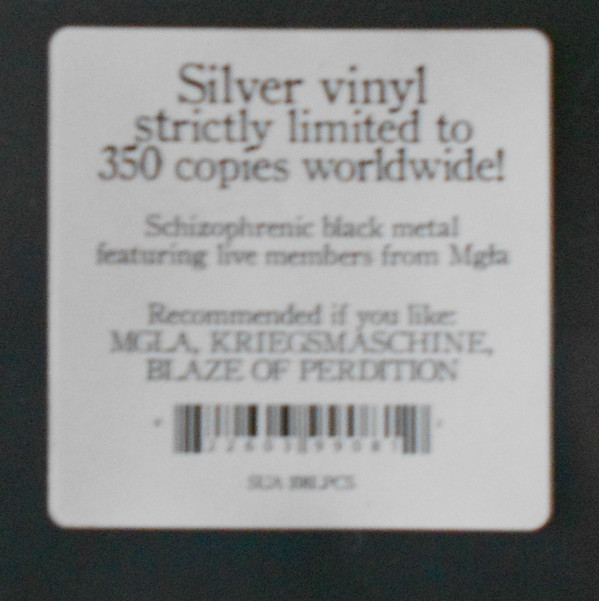 Silver vinyl
strictly limited to
350 copies worldwide!
Schizophrenic black metal
featuring live members from Mgła
Recommended if you like:
MGLA, KRIEGSMASCHINE,
BLAZE OF PERDITION